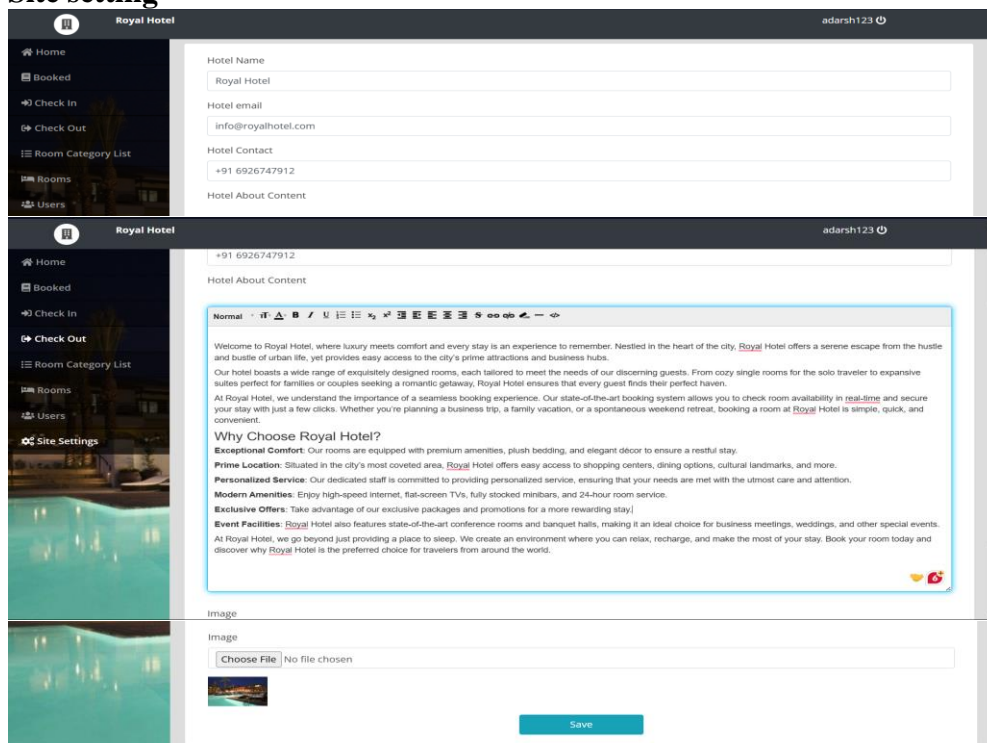 Site setting
Royal Hotel
adarsh123
Home
Booked
Check In
Check Out
Room Category List
Rooms
Users
Hotel Name
Royal Hotel
Hotel email
info@royalhotel.com
Hotel Contact
+91 6926747912
Hotel About Content
Royal Hotel
adarsh123
Home
Booked
Check In
Check Out
Room Category List
Rooms
Users
Site Settings
+91 6926747912
Hotel About Content
Normal
Welcome to Royal Hotel, where luxury meets comfort and every stay is an experience to remember. Nestled in the heart of the city, Royal Hotel offers a serene escape from the hustle
and bustle of urban life, yet provides easy access to the city's prime attractions and business hubs.
Our hotel boasts a wide range of exquisitely designed rooms, each tailored to meet the needs of our discerning guests. From cozy single rooms for the solo traveler to expansive
suites perfect for families or couples seeking a romantic getaway, Royal Hotel ensures that every guest finds their perfect haven.
At Royal Hotel, we understand the importance of a seamless booking experience. Our state-of-the-art booking system allows you to check room availability in real-time and secure
your stay with just a few clicks. Whether you're planning a business trip, a family vacation, or a spontaneous weekend retreat, booking a room at Royal Hotel is simple, quick, and
convenient.
Why Choose Royal Hotel?
Exceptional Comfort: Our rooms are equipped with premium amenities, plush bedding, and elegant décor to ensure a restful stay.
Prime Location: Situated in the city's most coveted area, Royal Hotel offers easy access to shopping centers, dining options, cultural landmarks, and more.
Personalized Service: Our dedicated staff is committed to providing personalized service, ensuring that your needs are met with the utmost care and attention.
Modern Amenities: Enjoy high-speed internet, flat-screen TVs, fully stocked minibars, and 24-hour room service.
Exclusive Offers: Take advantage of our exclusive packages and promotions for a more rewarding stay.
Event Facilities: Royal Hotel also features state-of-the-art conference rooms and banquet halls, making it an ideal choice for business meetings, weddings, and other special events.
At Royal Hotel, we go beyond just providing a place to sleep. We create an environment where you can relax, recharge, and make the most of your stay. Book your room today and
discover why Royal Hotel is the preferred choice for travelers from around the world.
Image
Image
Choose File No file chosen
Save